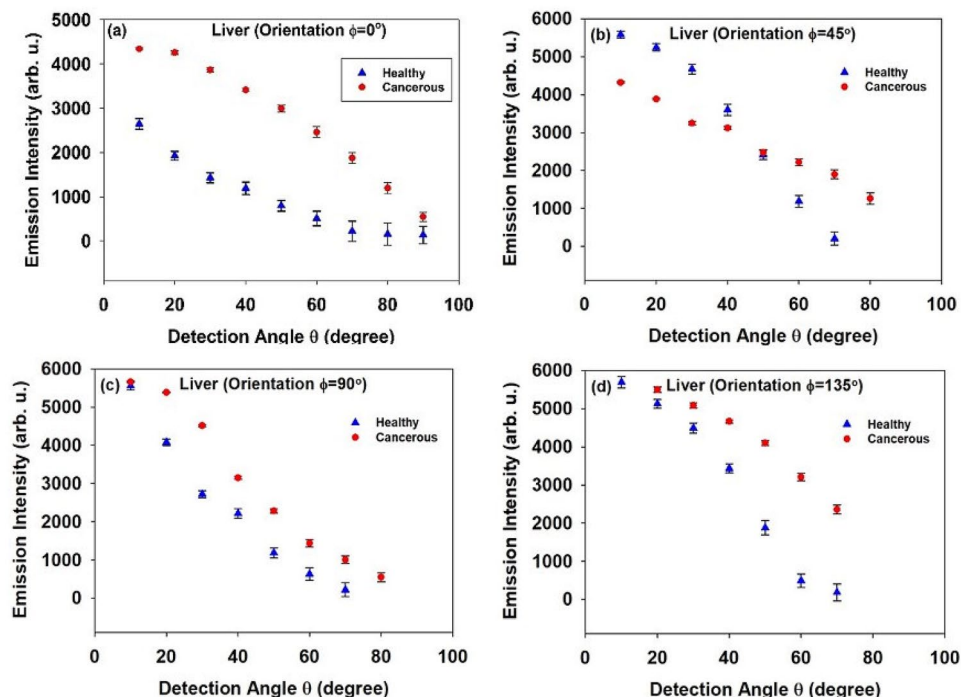 (a) Liver (Orientation ϕ=0°)
Healthy
Cancerous
Emission Intensity (arb. u.)
5000
4000
3000
2000
1000
0
0 20 40 60 80 100
Detection Angle θ (degree)
(b) Liver (Orientation ϕ=45°)
Healthy
Cancerous
Emission Intensity (arb. u.)
6000
5000
4000
3000
2000
1000
0
0 20 40 60 80 100
Detection Angle θ (degree)
(c) Liver (Orientation ϕ=90°)
Healthy
Cancerous
Emission Intensity (arb. u.)
6000
5000
4000
3000
2000
1000
0
0 20 40 60 80 100
Detection Angle θ (degree)
(d) Liver (Orientation ϕ=135°)
Healthy
Cancerous
Emission Intensity (arb. u.)
6000
5000
4000
3000
2000
1000
0
0 20 40 60 80 100
Detection Angle θ (degree)